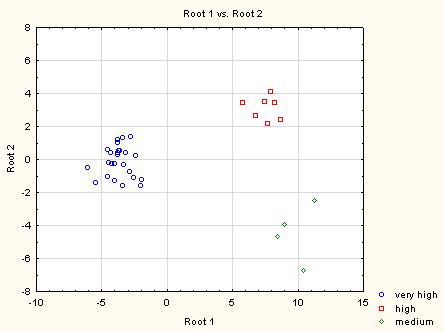 Root 1 vs. Root 2
8
6
4
2
0
-2
-4
-6
-8
Root 2
-10
-5
0
5
10
15
Root 1
very high
high
medium